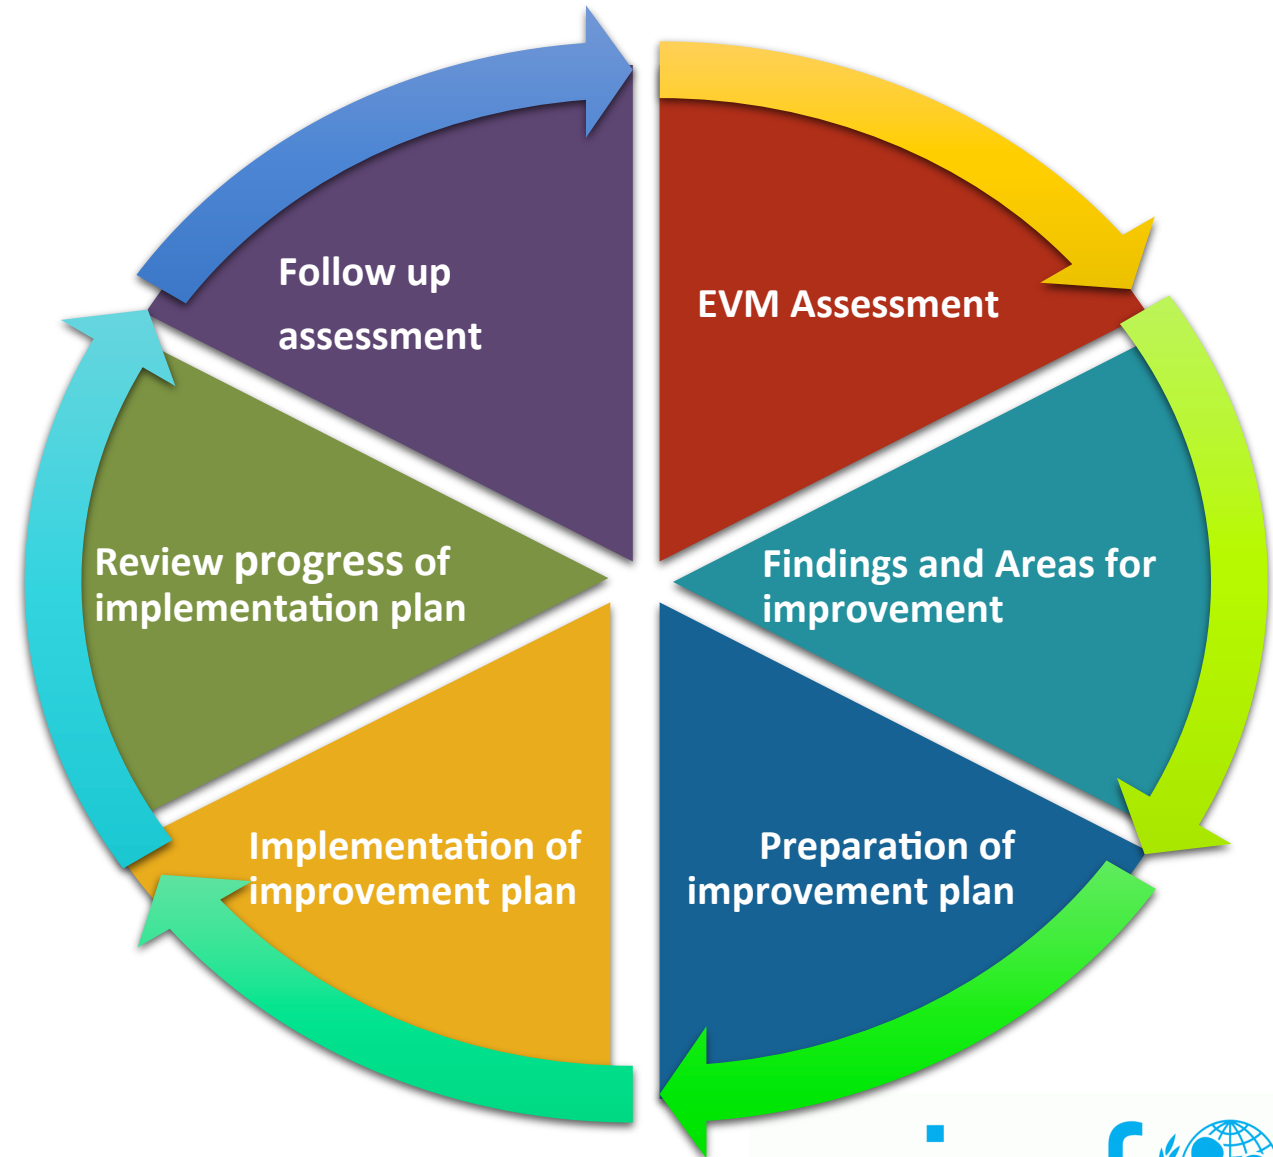 EVM Assessment
Findings and Areas for
improvement
Preparation of
improvement plan
Implementation of
improvement plan
Review progress of
implementation plan
Follow up
assessment